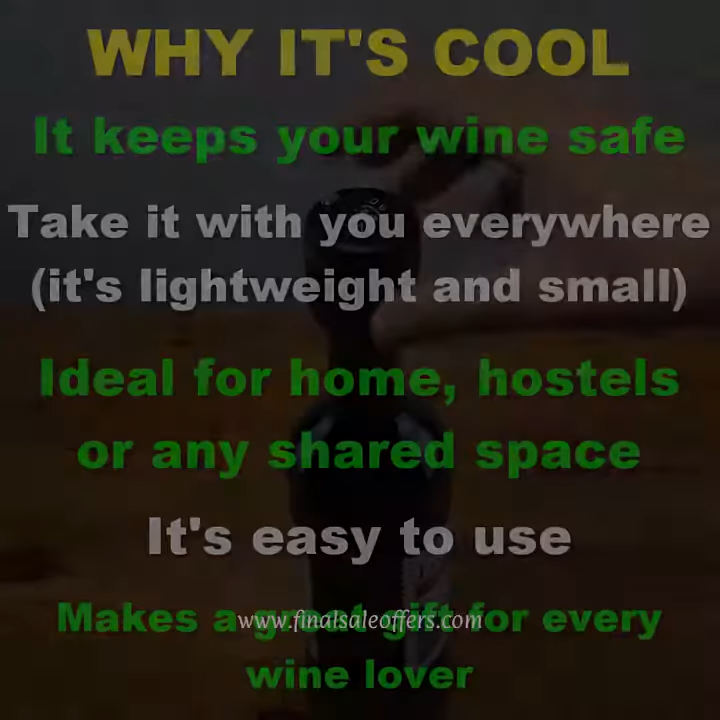 WHY IT'S COOL
It keeps your wine safe
Take it with you everywhere
(it's lightweight and small)
Ideal for home, hostels
or any shared space
It's easy to use
Makes a great gift for every
www.finalsaleoffers.com
wine lover